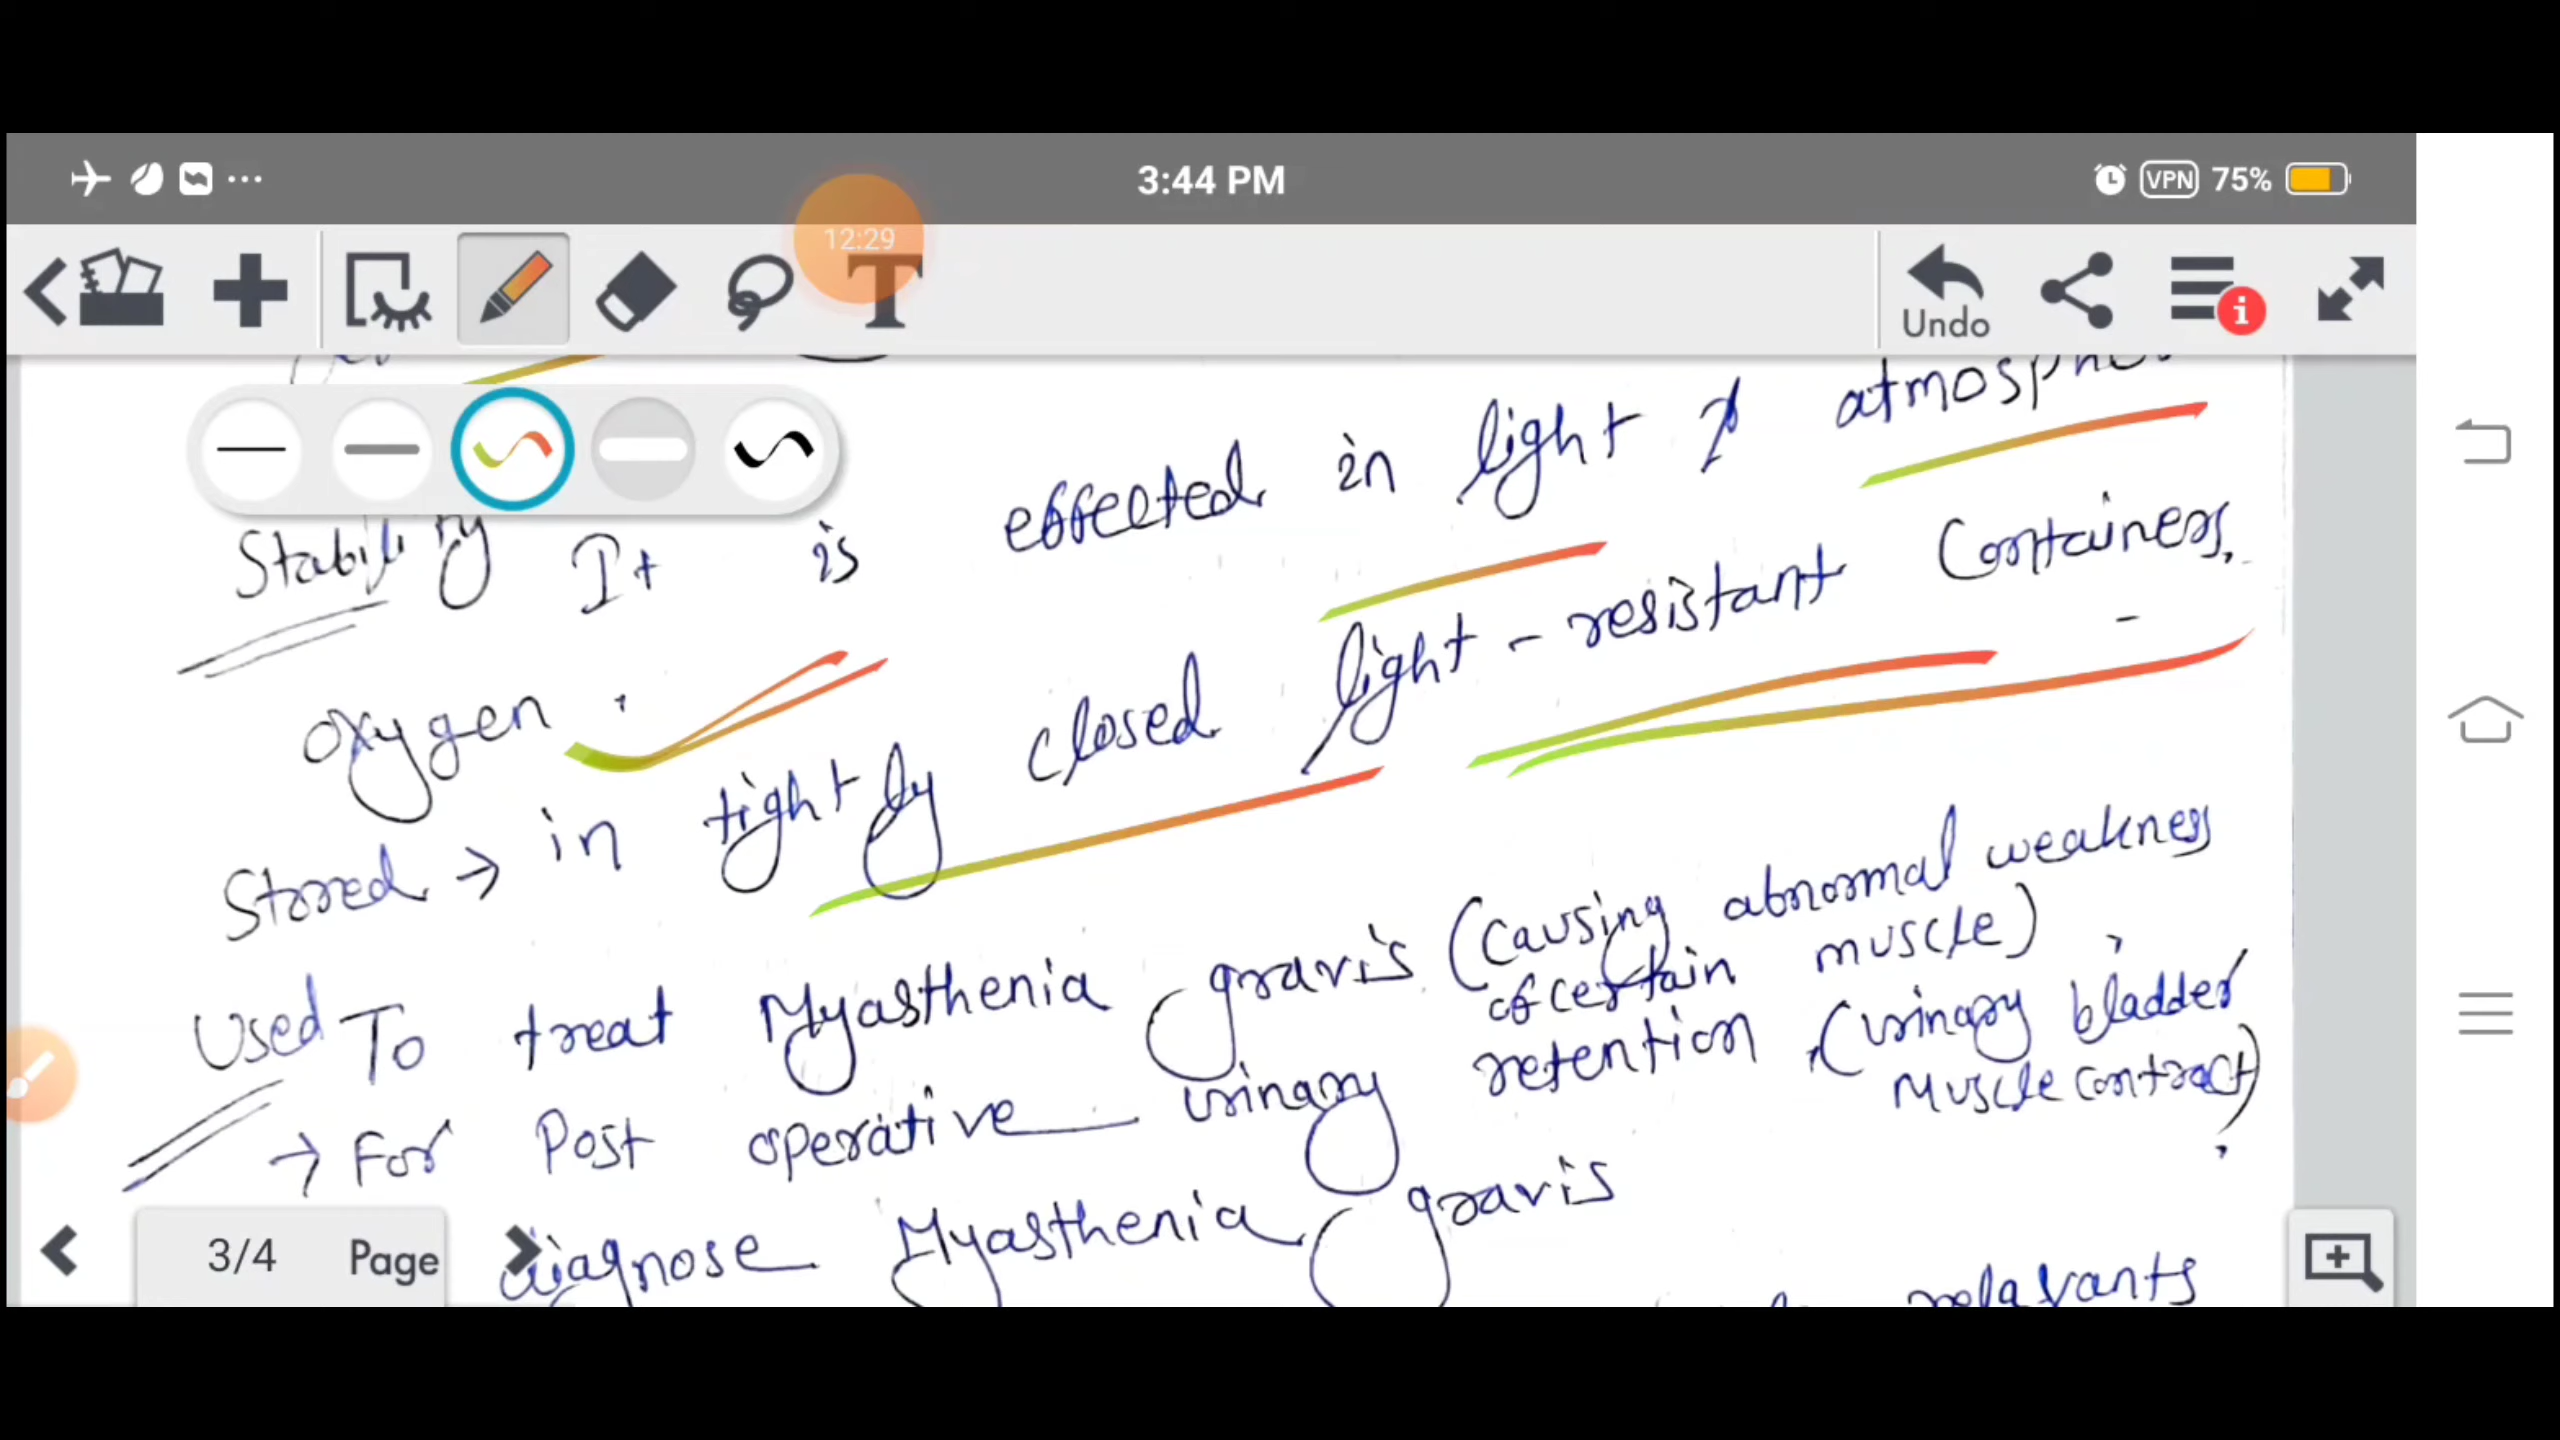 3:44 PM
VPN 75%
12:29
T
Undo
i
Stability It is effected in light & atmosphe
oxygen.
Stored → in tightly closed light - resistant Containers.
Used To treat Myasthenia gravis (causing abnormal weakness
of certain muscle)
→ For Post operative urinary retention, (urinary bladder
Muscle contract)
diagnose Myasthenia gravis
relaxants
3/4 Page